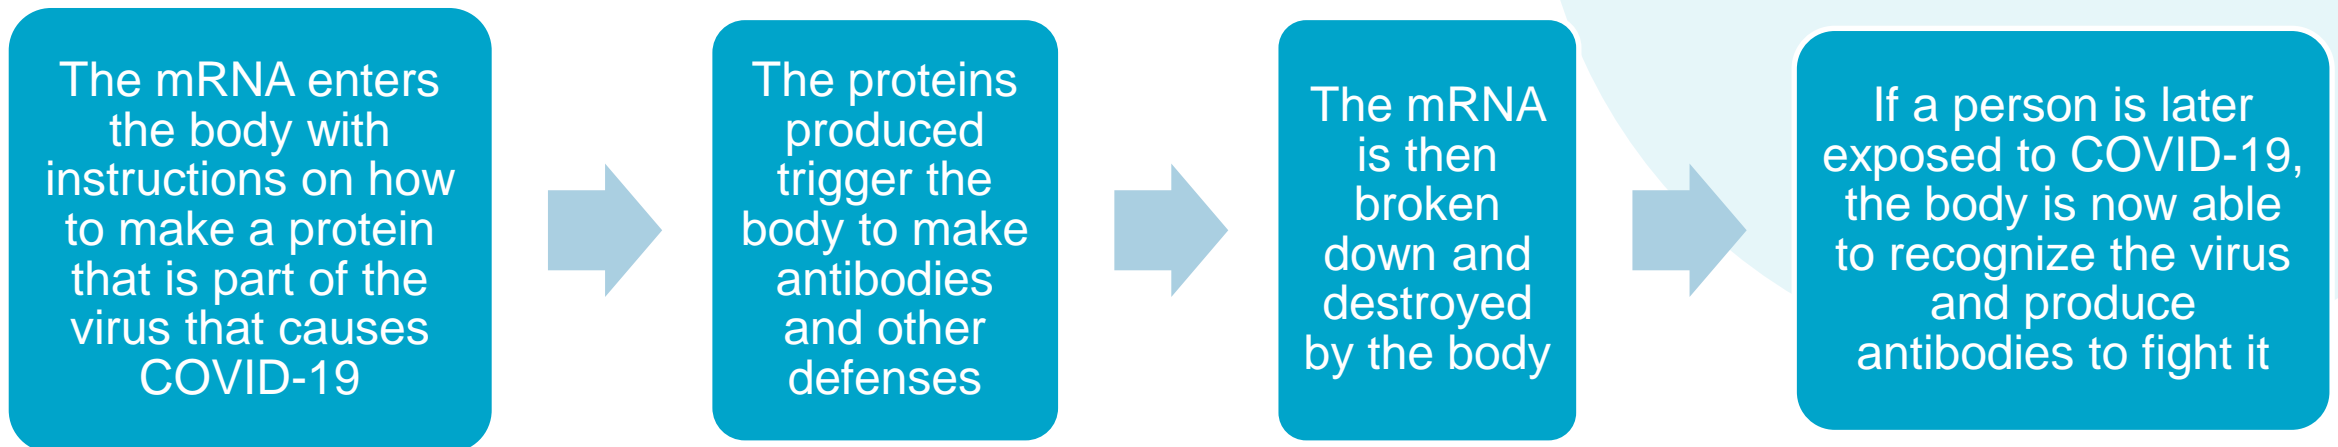 The mRNA enters
the body with
instructions on how
to make a protein
that is part of the
virus that causes
COVID-19
The proteins
produced
trigger the
body to make
antibodies
and other
defenses
The mRNA
is then
broken
down and
destroyed
by the body
If a person is later
exposed to COVID-19,
the body is now able
to recognize the virus
and produce
antibodies to fight it